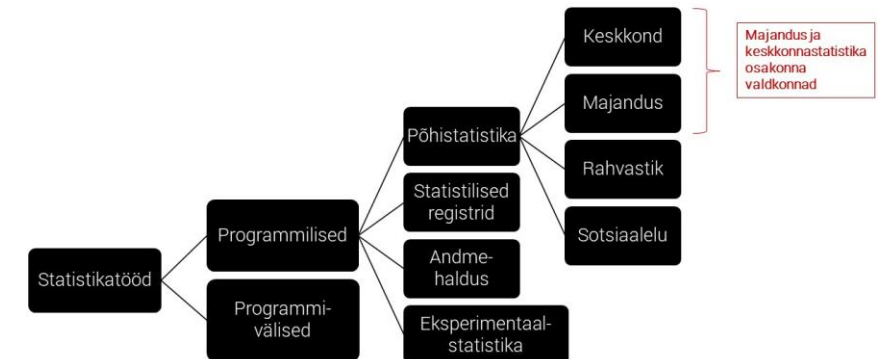 Statistikatööd
Programmilised
Programmi-
välised
Põhistatistika
Statistilised
registrid
Andme-
haldus
Eksperimentaal-
statistika
Keskkond
Majandus
Rahvastik
Sotsiaalelu
Majandus ja
keskkonnastatistika
osakonna
valdkonnad